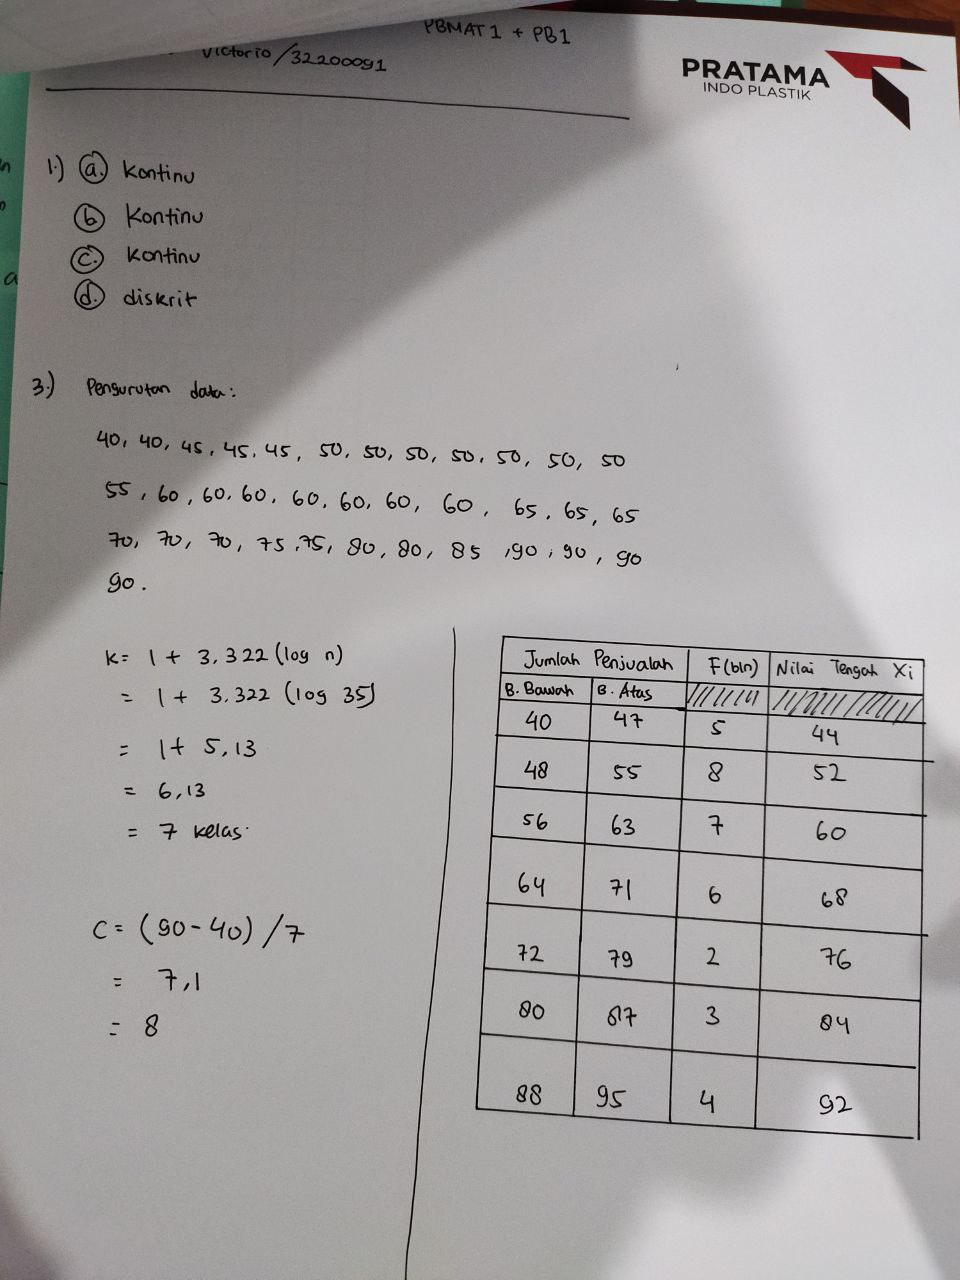 PBMAT 1 + PB1
Victorio/32200091
PRATAMA
INDO PLASTIK
1.) a. Kontinu
b Kontinu
c. Kontinu
d. diskrit
3.) Pengurutan data:
40, 40, 45, 45, 45, 50, 50, 50, 50, 50, 50, 50
55, 60, 60, 60, 60, 60, 60, 60, 65, 65, 65
70, 70, 70, 75, 75, 80, 80, 85, 90, 90, 90
90.
K = 1 + 3,322 (log n)
= 1 + 3.322 (log 35)
= 1 + 5,13
= 6,13
= 7 kelas.
C = (90-40)/7
= 7,1
= 8
Jumlah Penjualan F(bln) Nilai Tengah Xi
B. Bawah B. Atas
40 47 5 44
48 55 8 52
56 63 7 60
64 71 6 68
72 79 2 76
80 87 3 84
88 95 4 92